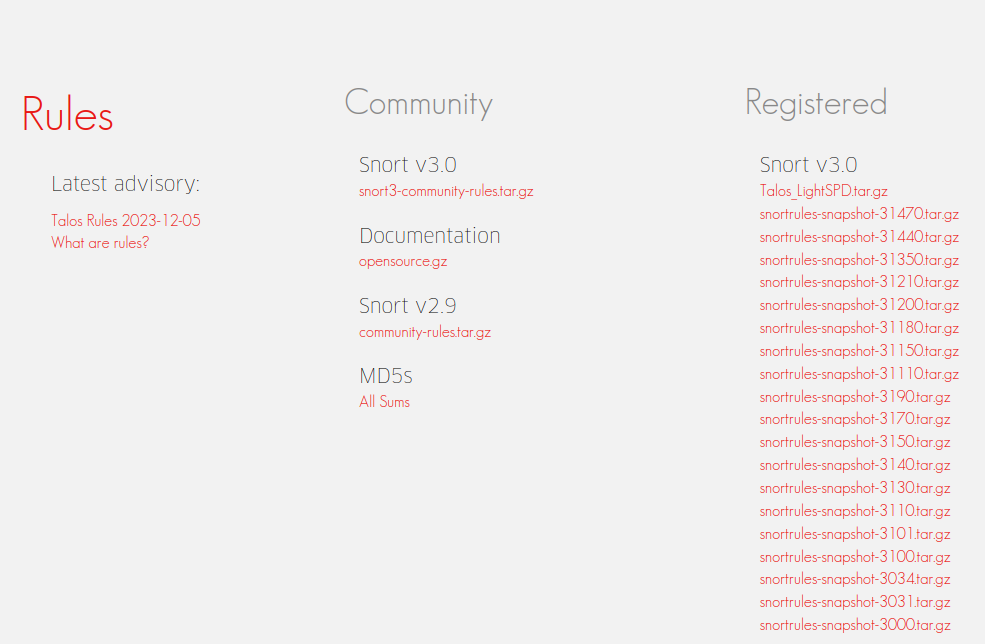 Rules
Latest advisory:
Talos Rules 2023-12-05
What are rules?
Community
Snort v3.0
snort3-community-rules.tar.gz
Documentation
opensource.gz
Snort v2.9
community-rules.tar.gz
MD5s
All Sums
Registered
Snort v3.0
Talos_LightSPD.tar.gz
snortrules-snapshot-31470.tar.gz
snortrules-snapshot-31440.tar.gz
snortrules-snapshot-31350.tar.gz
snortrules-snapshot-31210.tar.gz
snortrules-snapshot-31200.tar.gz
snortrules-snapshot-31180.tar.gz
snortrules-snapshot-31150.tar.gz
snortrules-snapshot-31110.tar.gz
snortrules-snapshot-3190.tar.gz
snortrules-snapshot-3170.tar.gz
snortrules-snapshot-3150.tar.gz
snortrules-snapshot-3140.tar.gz
snortrules-snapshot-3130.tar.gz
snortrules-snapshot-3110.tar.gz
snortrules-snapshot-3101.tar.gz
snortrules-snapshot-3100.tar.gz
snortrules-snapshot-3034.tar.gz
snortrules-snapshot-3031.tar.gz
snortrules-snapshot-3000.tar.gz